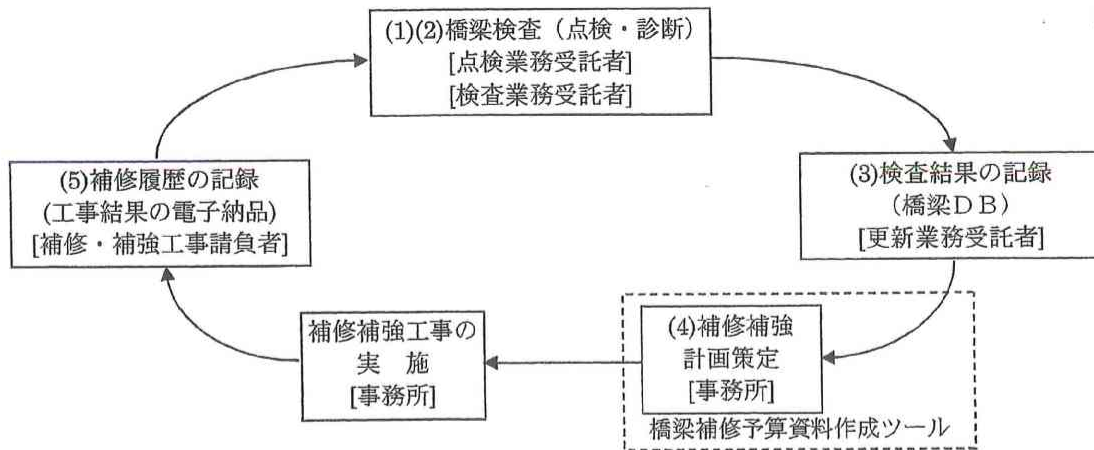 (1)(2)橋梁検査（点検・診断）
[点検業務受託者]
[検査業務受託者]
(3)検査結果の記録
（橋梁ＤＢ）
[更新業務受託者]
(4)補修補強
計画策定
[事務所]
橋梁補修予算資料作成ツール
補修補強工事の
実　施
[事務所]
(5)補修履歴の記録
(工事結果の電子納品)
[補修・補強工事請負者]